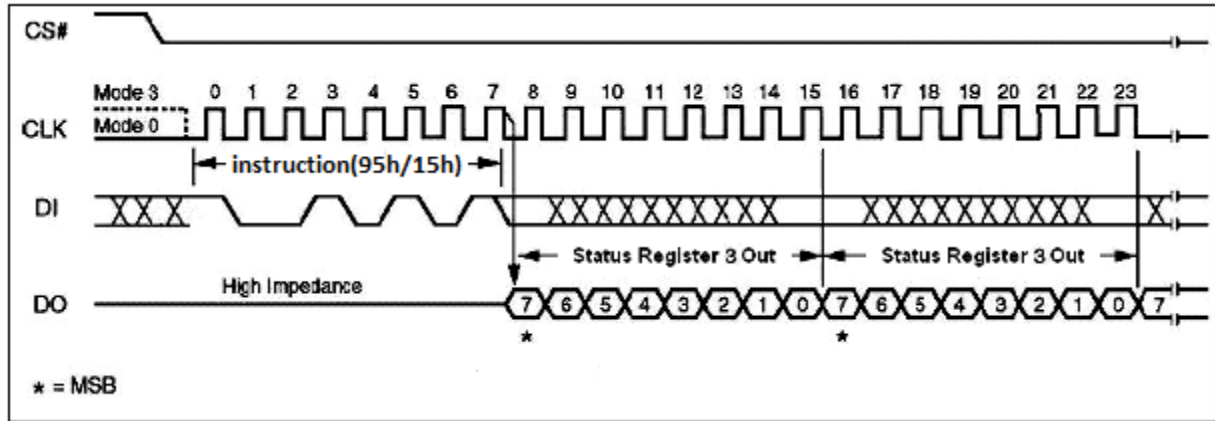 CS#
Mode 3 0 1 2 3 4 5 6 7 8 9 10 11 12 13 14 15 16 17 18 19 20 21 22 23
CLK Mode 0
instruction(95h/15h)
DI
Status Register 3 Out Status Register 3 Out
High Impedance
DO 7 6 5 4 3 2 1 0 7 6 5 4 3 2 1 0 7
* *
* = MSB